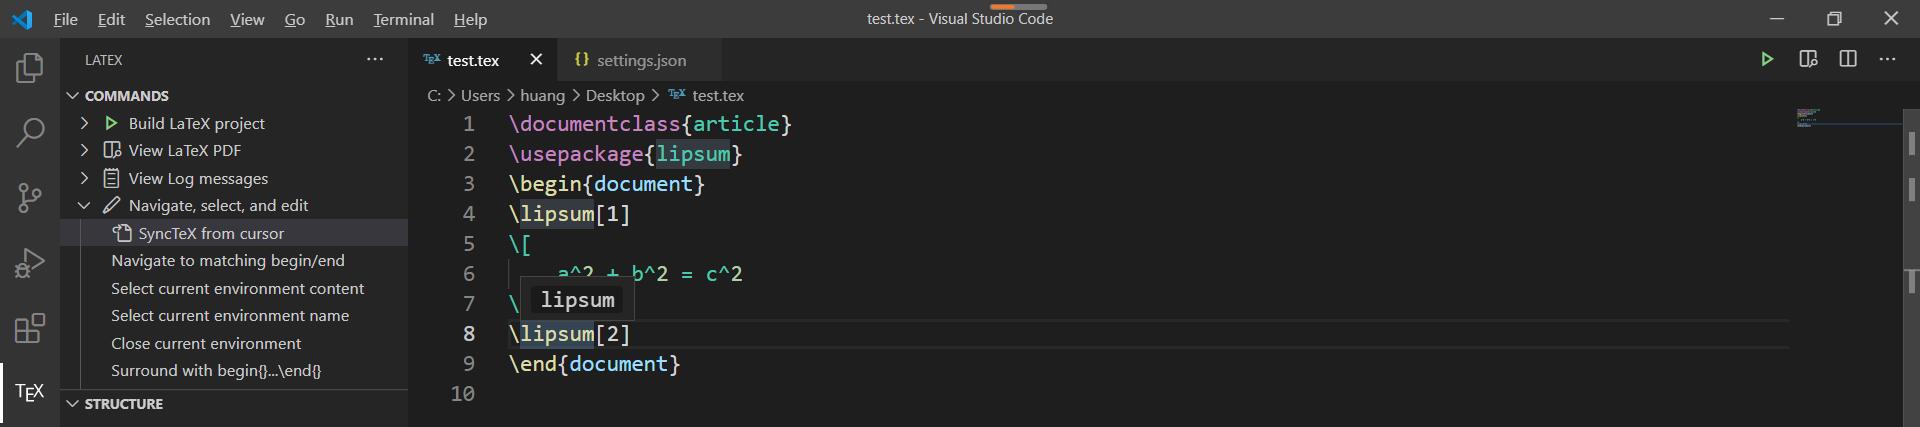 File Edit Selection View Go Run Terminal Help
test.tex - Visual Studio Code
LATEX
test.tex
settings.json
COMMANDS
C: > Users > huang > Desktop > TEX test.tex
Build LaTeX project
View LaTeX PDF
View Log messages
Navigate, select, and edit
SyncTeX from cursor
Navigate to matching begin/end
Select current environment content
Select current environment name
Close current environment
Surround with begin{}...\end{}
STRUCTURE
TEX
1 \documentclass{article}
2 \usepackage{lipsum}
3 \begin{document}
4 \lipsum[1]
5 \[
6 a^2 + b^2 = c^2
7 \
lipsum
8 \lipsum[2]
9 \end{document}
10